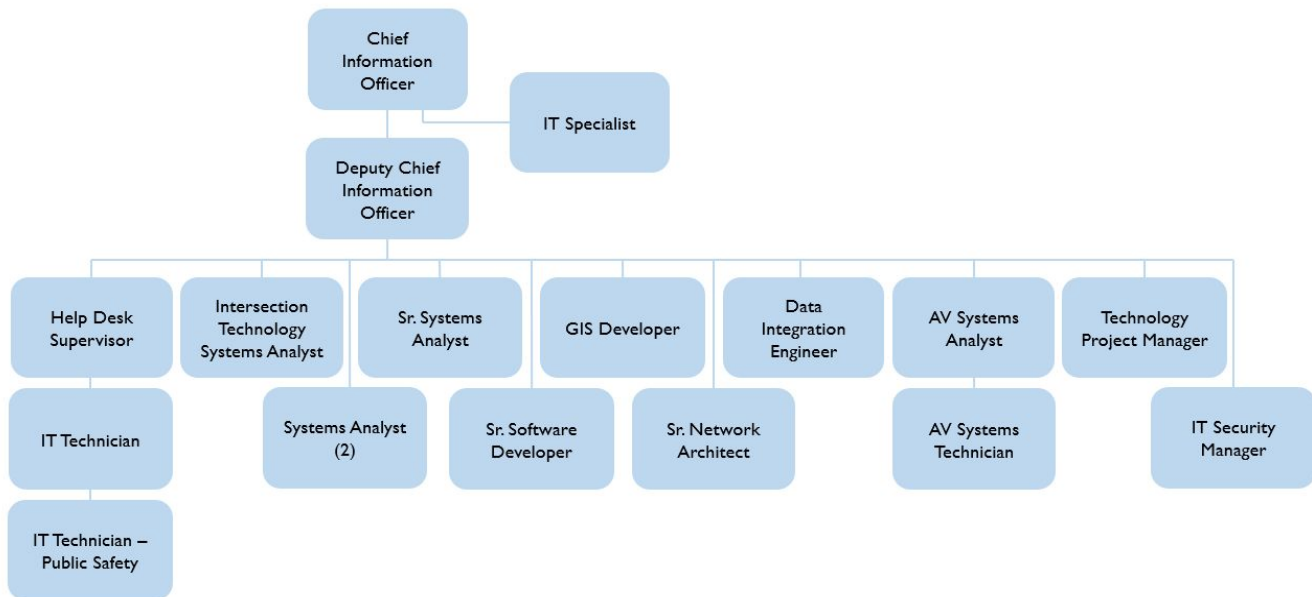 Chief
Information
Officer
IT Specialist
Deputy Chief
Information
Officer
Help Desk
Supervisor
Intersection
Technology
Systems Analyst
Sr. Systems
Analyst
GIS Developer
Data
Integration
Engineer
AV Systems
Analyst
Technology
Project Manager
IT Technician
Systems Analyst
(2)
Sr. Software
Developer
Sr. Network
Architect
AV Systems
Technician
IT Security
Manager
IT Technician –
Public Safety